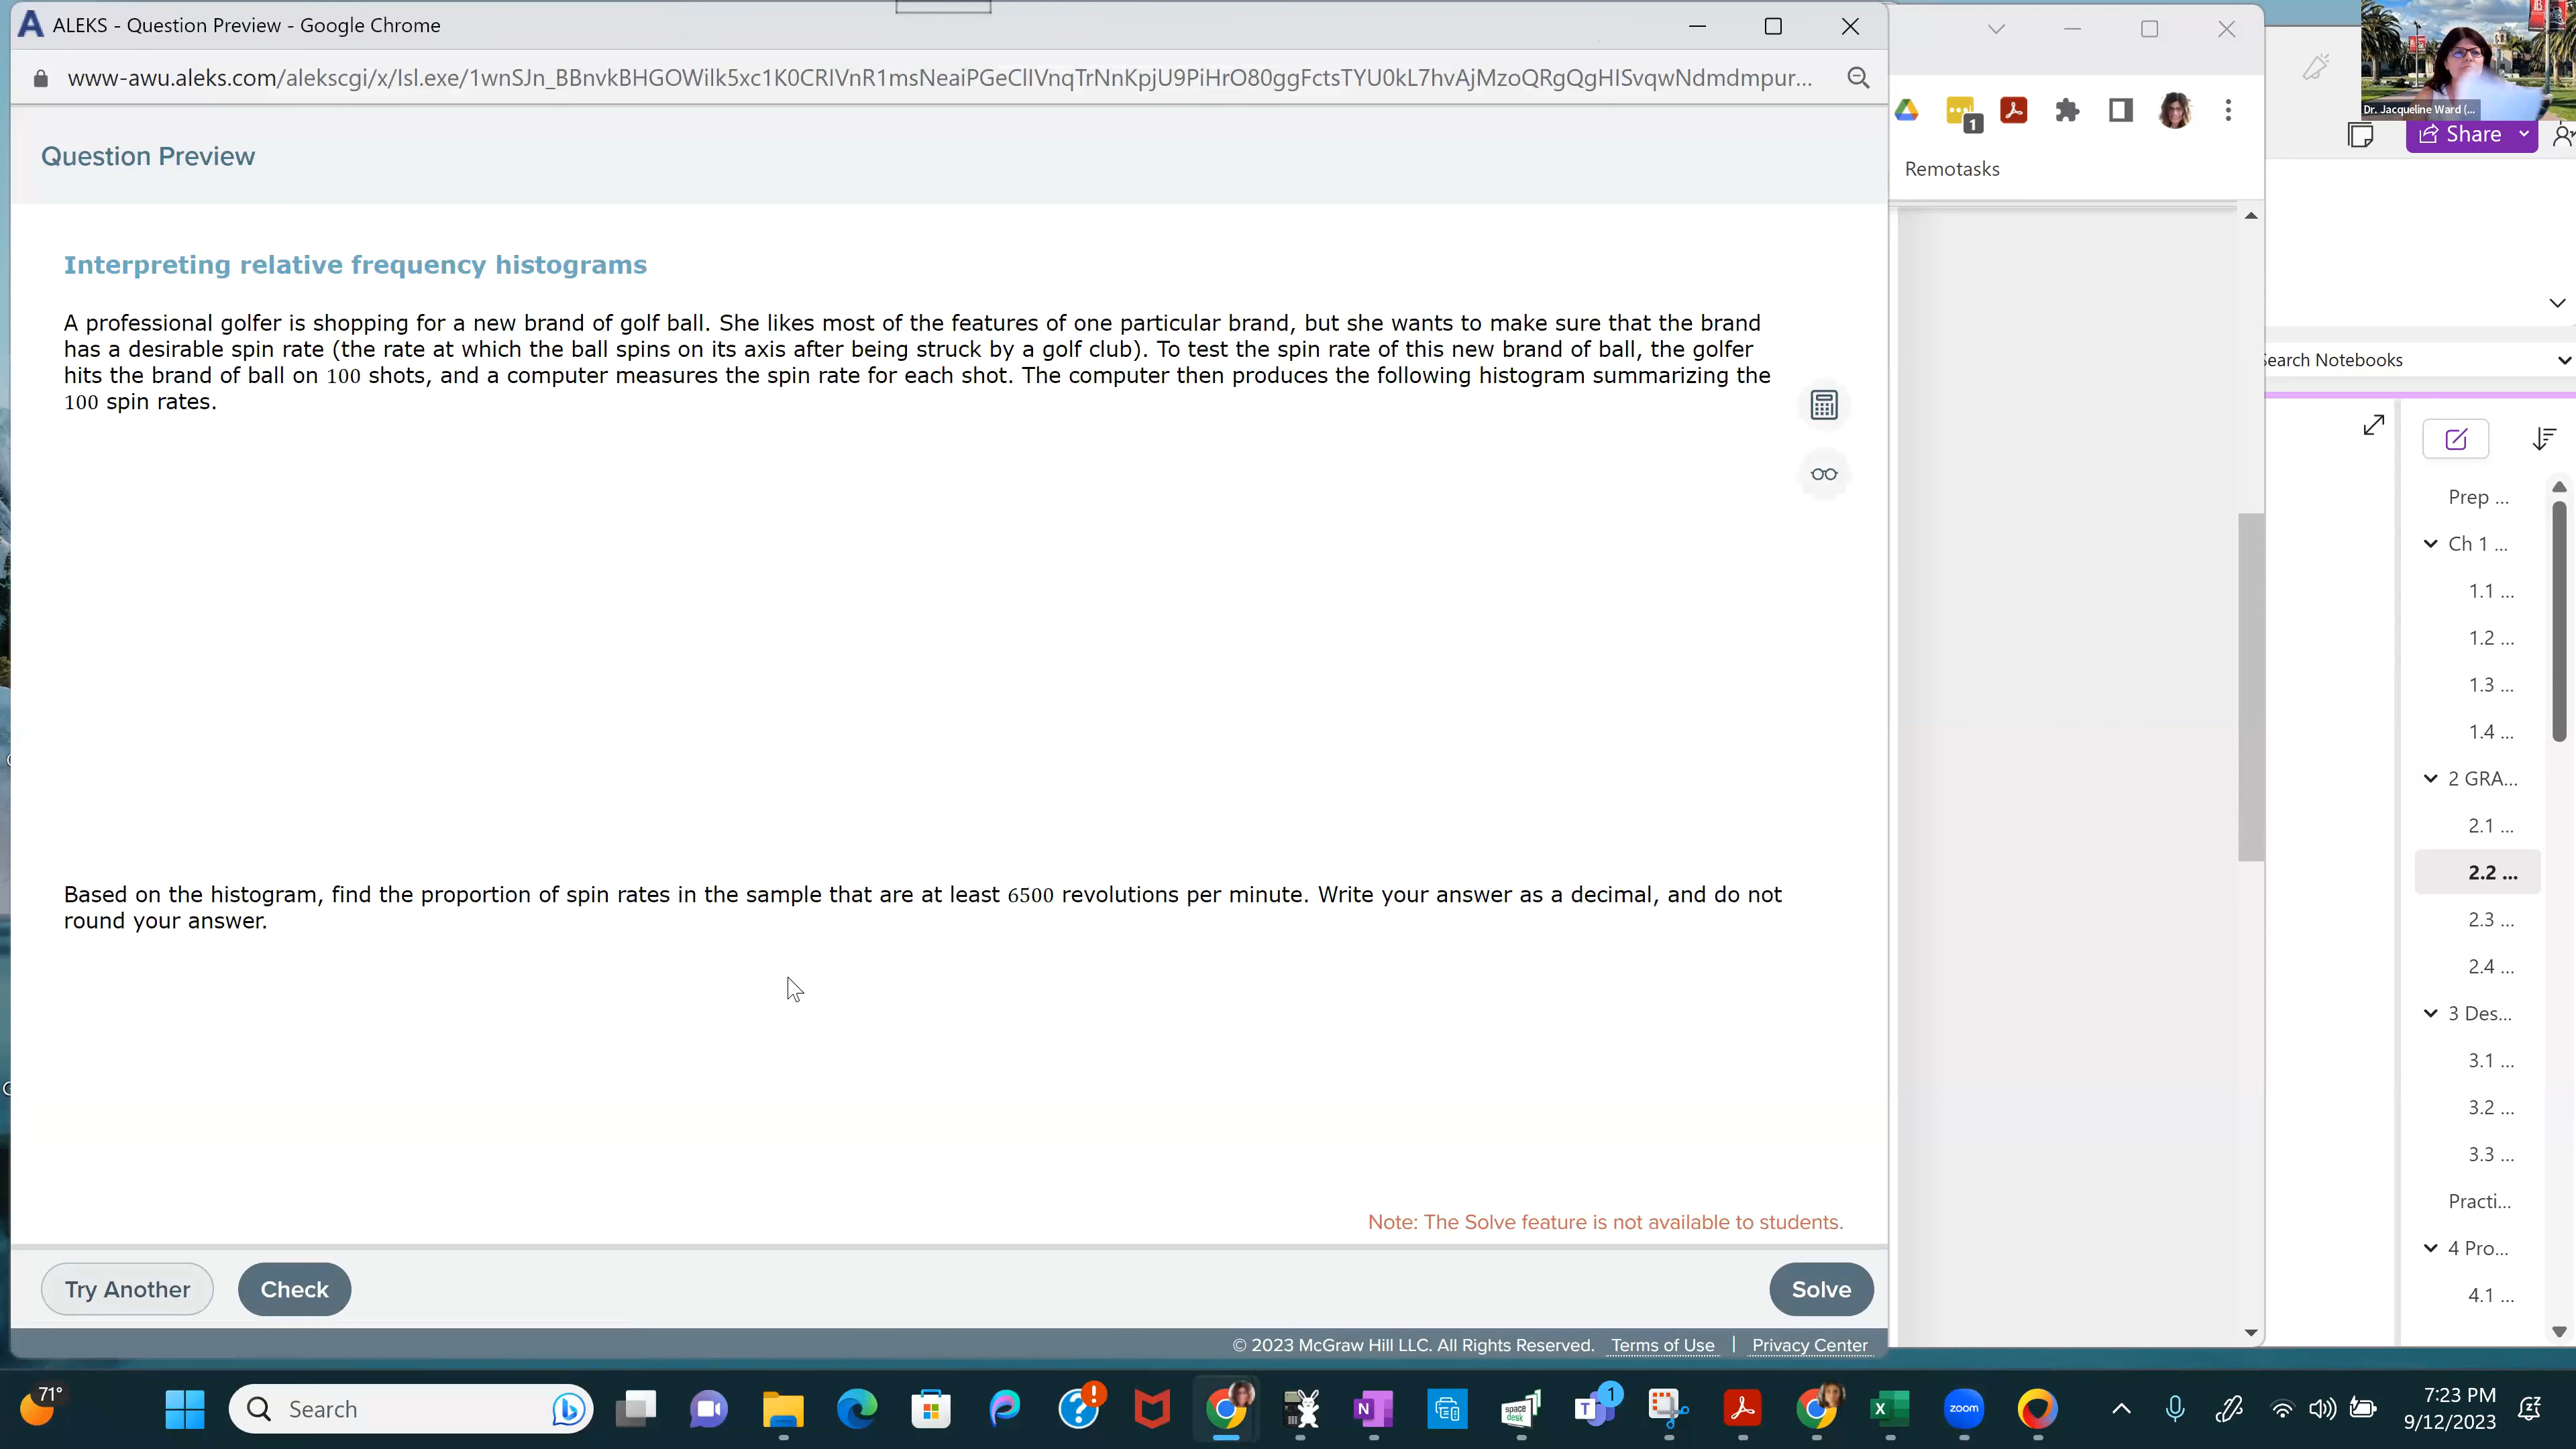 ALEKS - Question Preview - Google Chrome
www-awu.aleks.com/alekscgi/x/Isl.exe/1wnSJn_BBnvkBHGOWilk5xc1K0CRIVnR1msNeaiPGeClIVnqTrNnKpjU9PiHrO80ggFctsTYU0kL7hvAjMzoQRgQgHISvqwNdmdmpur...
Question Preview
Interpreting relative frequency histograms
A professional golfer is shopping for a new brand of golf ball. She likes most of the features of one particular brand, but she wants to make sure that the brand
has a desirable spin rate (the rate at which the ball spins on its axis after being struck by a golf club). To test the spin rate of this new brand of ball, the golfer
hits the brand of ball on 100 shots, and a computer measures the spin rate for each shot. The computer then produces the following histogram summarizing the
100 spin rates.
Based on the histogram, find the proportion of spin rates in the sample that are at least 6500 revolutions per minute. Write your answer as a decimal, and do not
round your answer.
Note: The Solve feature is not available to students.
Try Another
Check
Solve
© 2023 McGraw Hill LLC. All Rights Reserved. Terms of Use | Privacy Center
1
Remotasks
Dr. Jacqueline Ward (...
Share
Search Notebooks
Prep ...
Ch 1 ...
1.1 ...
1.2 ...
1.3 ...
1.4 ...
2 GRA...
2.1 ...
2.2 ...
2.3 ...
2.4 ...
3 Des...
3.1 ...
3.2 ...
3.3 ...
Practi...
4 Pro...
4.1 ...
71°
Search
space
desk
1
zoom
7:23 PM
9/12/2023